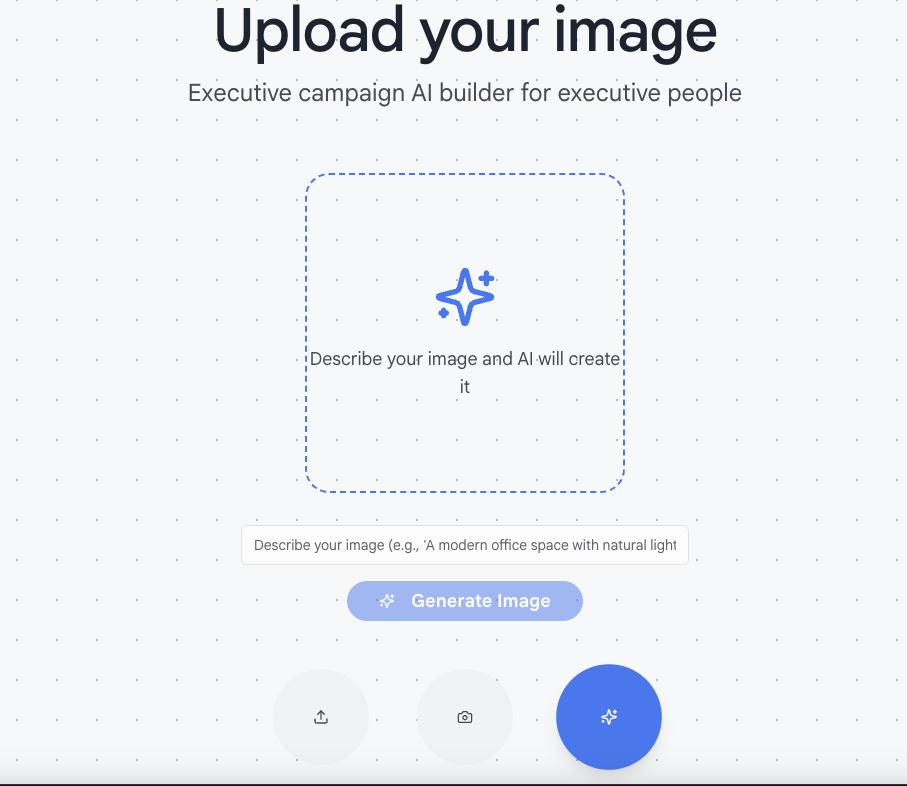 Upload your image
Executive campaign AI builder for executive people
Describe your image and AI will create
it
Describe your image (e.g., 'A modern office space with natural light
Generate Image